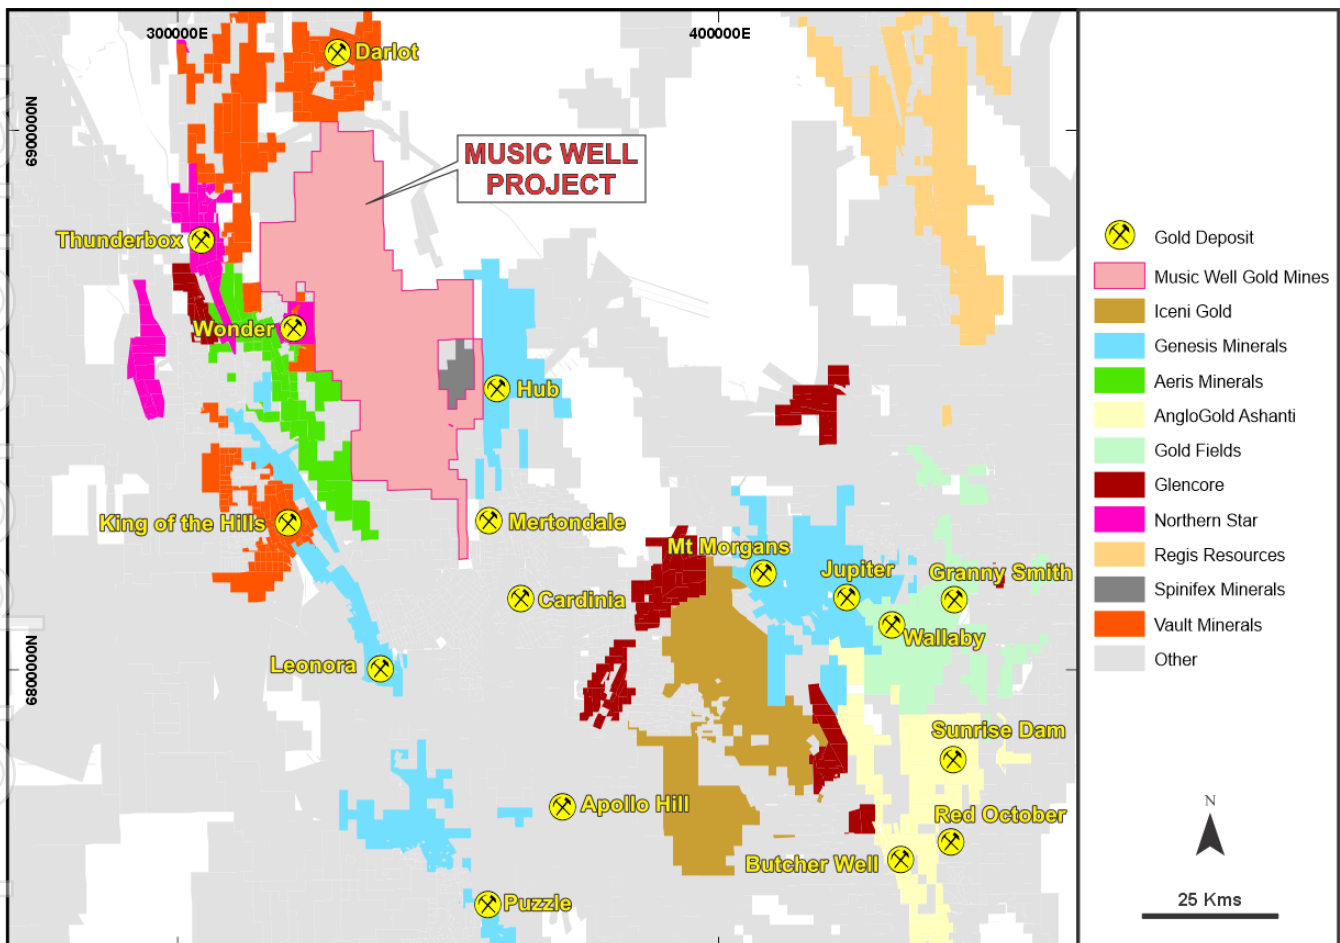 300000E
400000E
6900000N
6800000N
Darlot
MUSIC WELL
PROJECT
Thunderbox
Wonder
Hub
King of the Hills
Mertondale
Mt Morgans
Jupiter
Granny Smith
Cardinia
Wallaby
Leonora
Sunrise Dam
Apollo Hill
Red October
Butcher Well
Puzzle
Gold Deposit
Music Well Gold Mines
Iceni Gold
Genesis Minerals
Aeris Minerals
AngloGold Ashanti
Gold Fields
Glencore
Northern Star
Regis Resources
Spinifex Minerals
Vault Minerals
Other
N
25 Kms